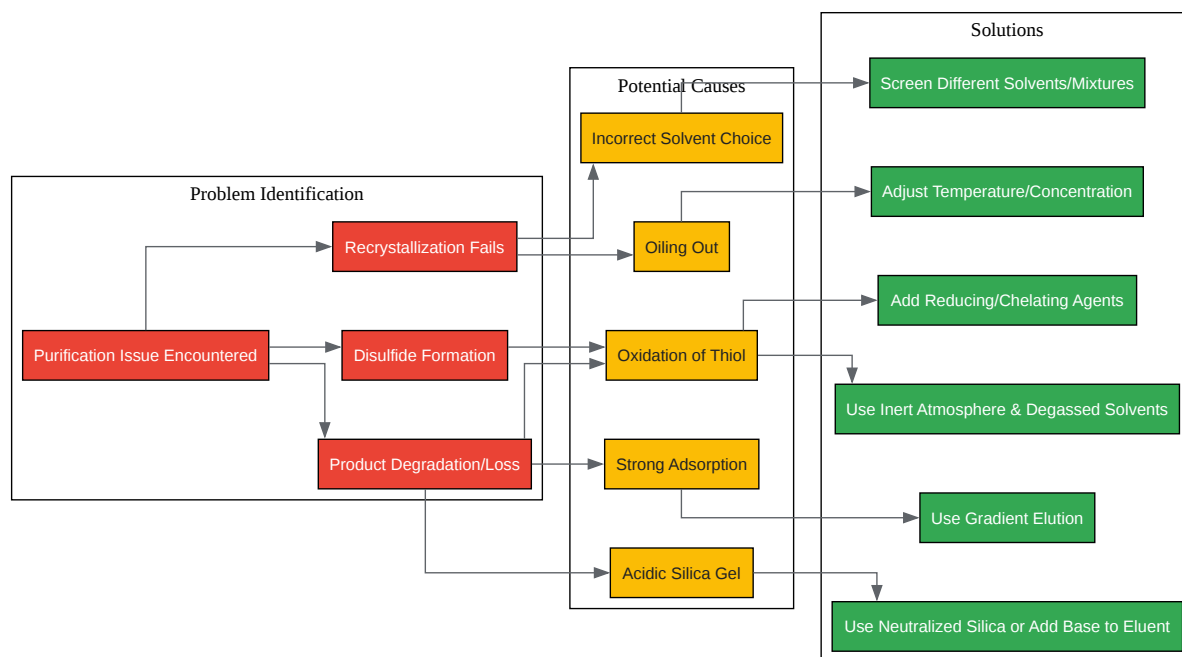 Solutions
Screen Different Solvents/Mixtures
Potential Causes
Incorrect Solvent Choice
Problem Identification
Adjust Temperature/Concentration
Recrystallization Fails
Oiling Out
Add Reducing/Chelating Agents
Purification Issue Encountered
Disulfide Formation
Oxidation of Thiol
Use Inert Atmosphere & Degassed Solvents
Product Degradation/Loss
Strong Adsorption
Use Gradient Elution
Acidic Silica Gel
Use Neutralized Silica or Add Base to Eluent